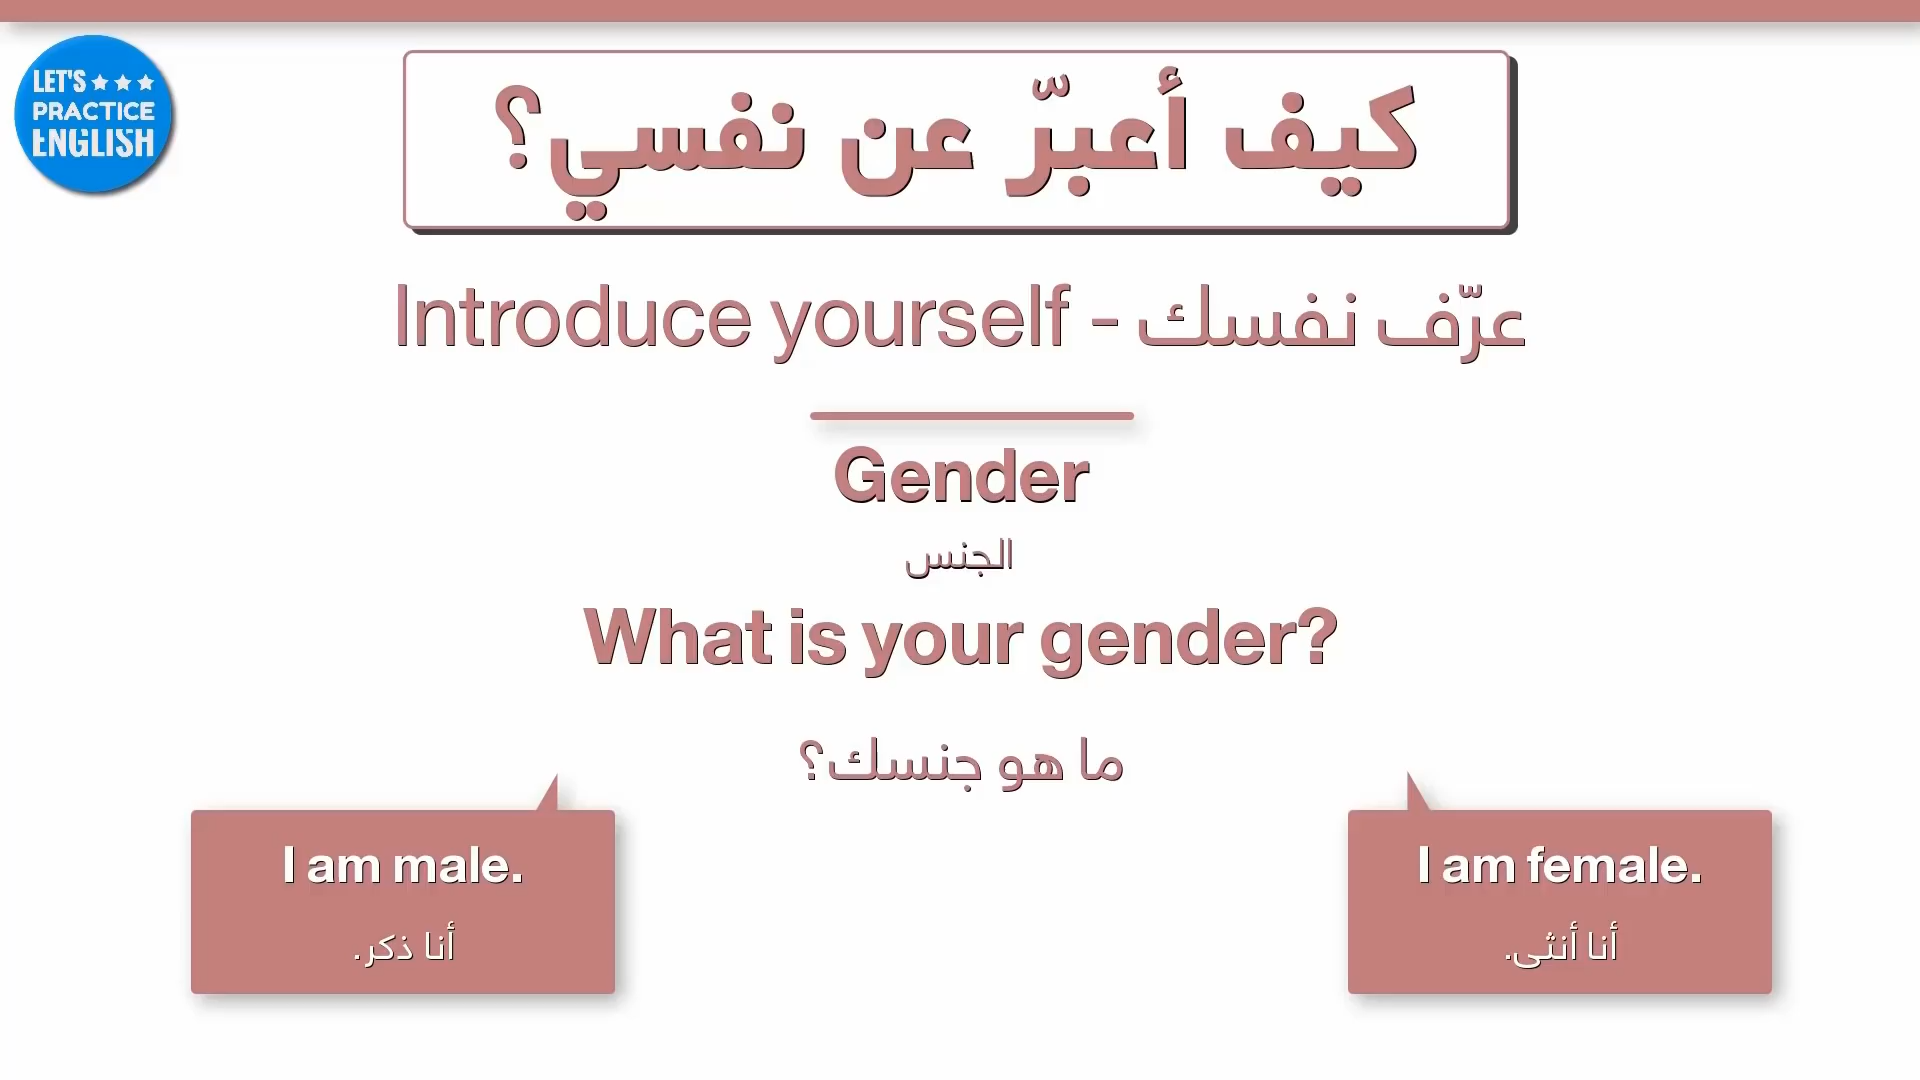 LET'S
PRACTICE
ENGLISH
كيف أعبّر عن نفسي؟
Introduce yourself - عرّف نفسك
Gender
الجنس
What is your gender?
ما هو جنسك؟
I am male.
أنا ذكر.
I am female.
أنا أنثى.